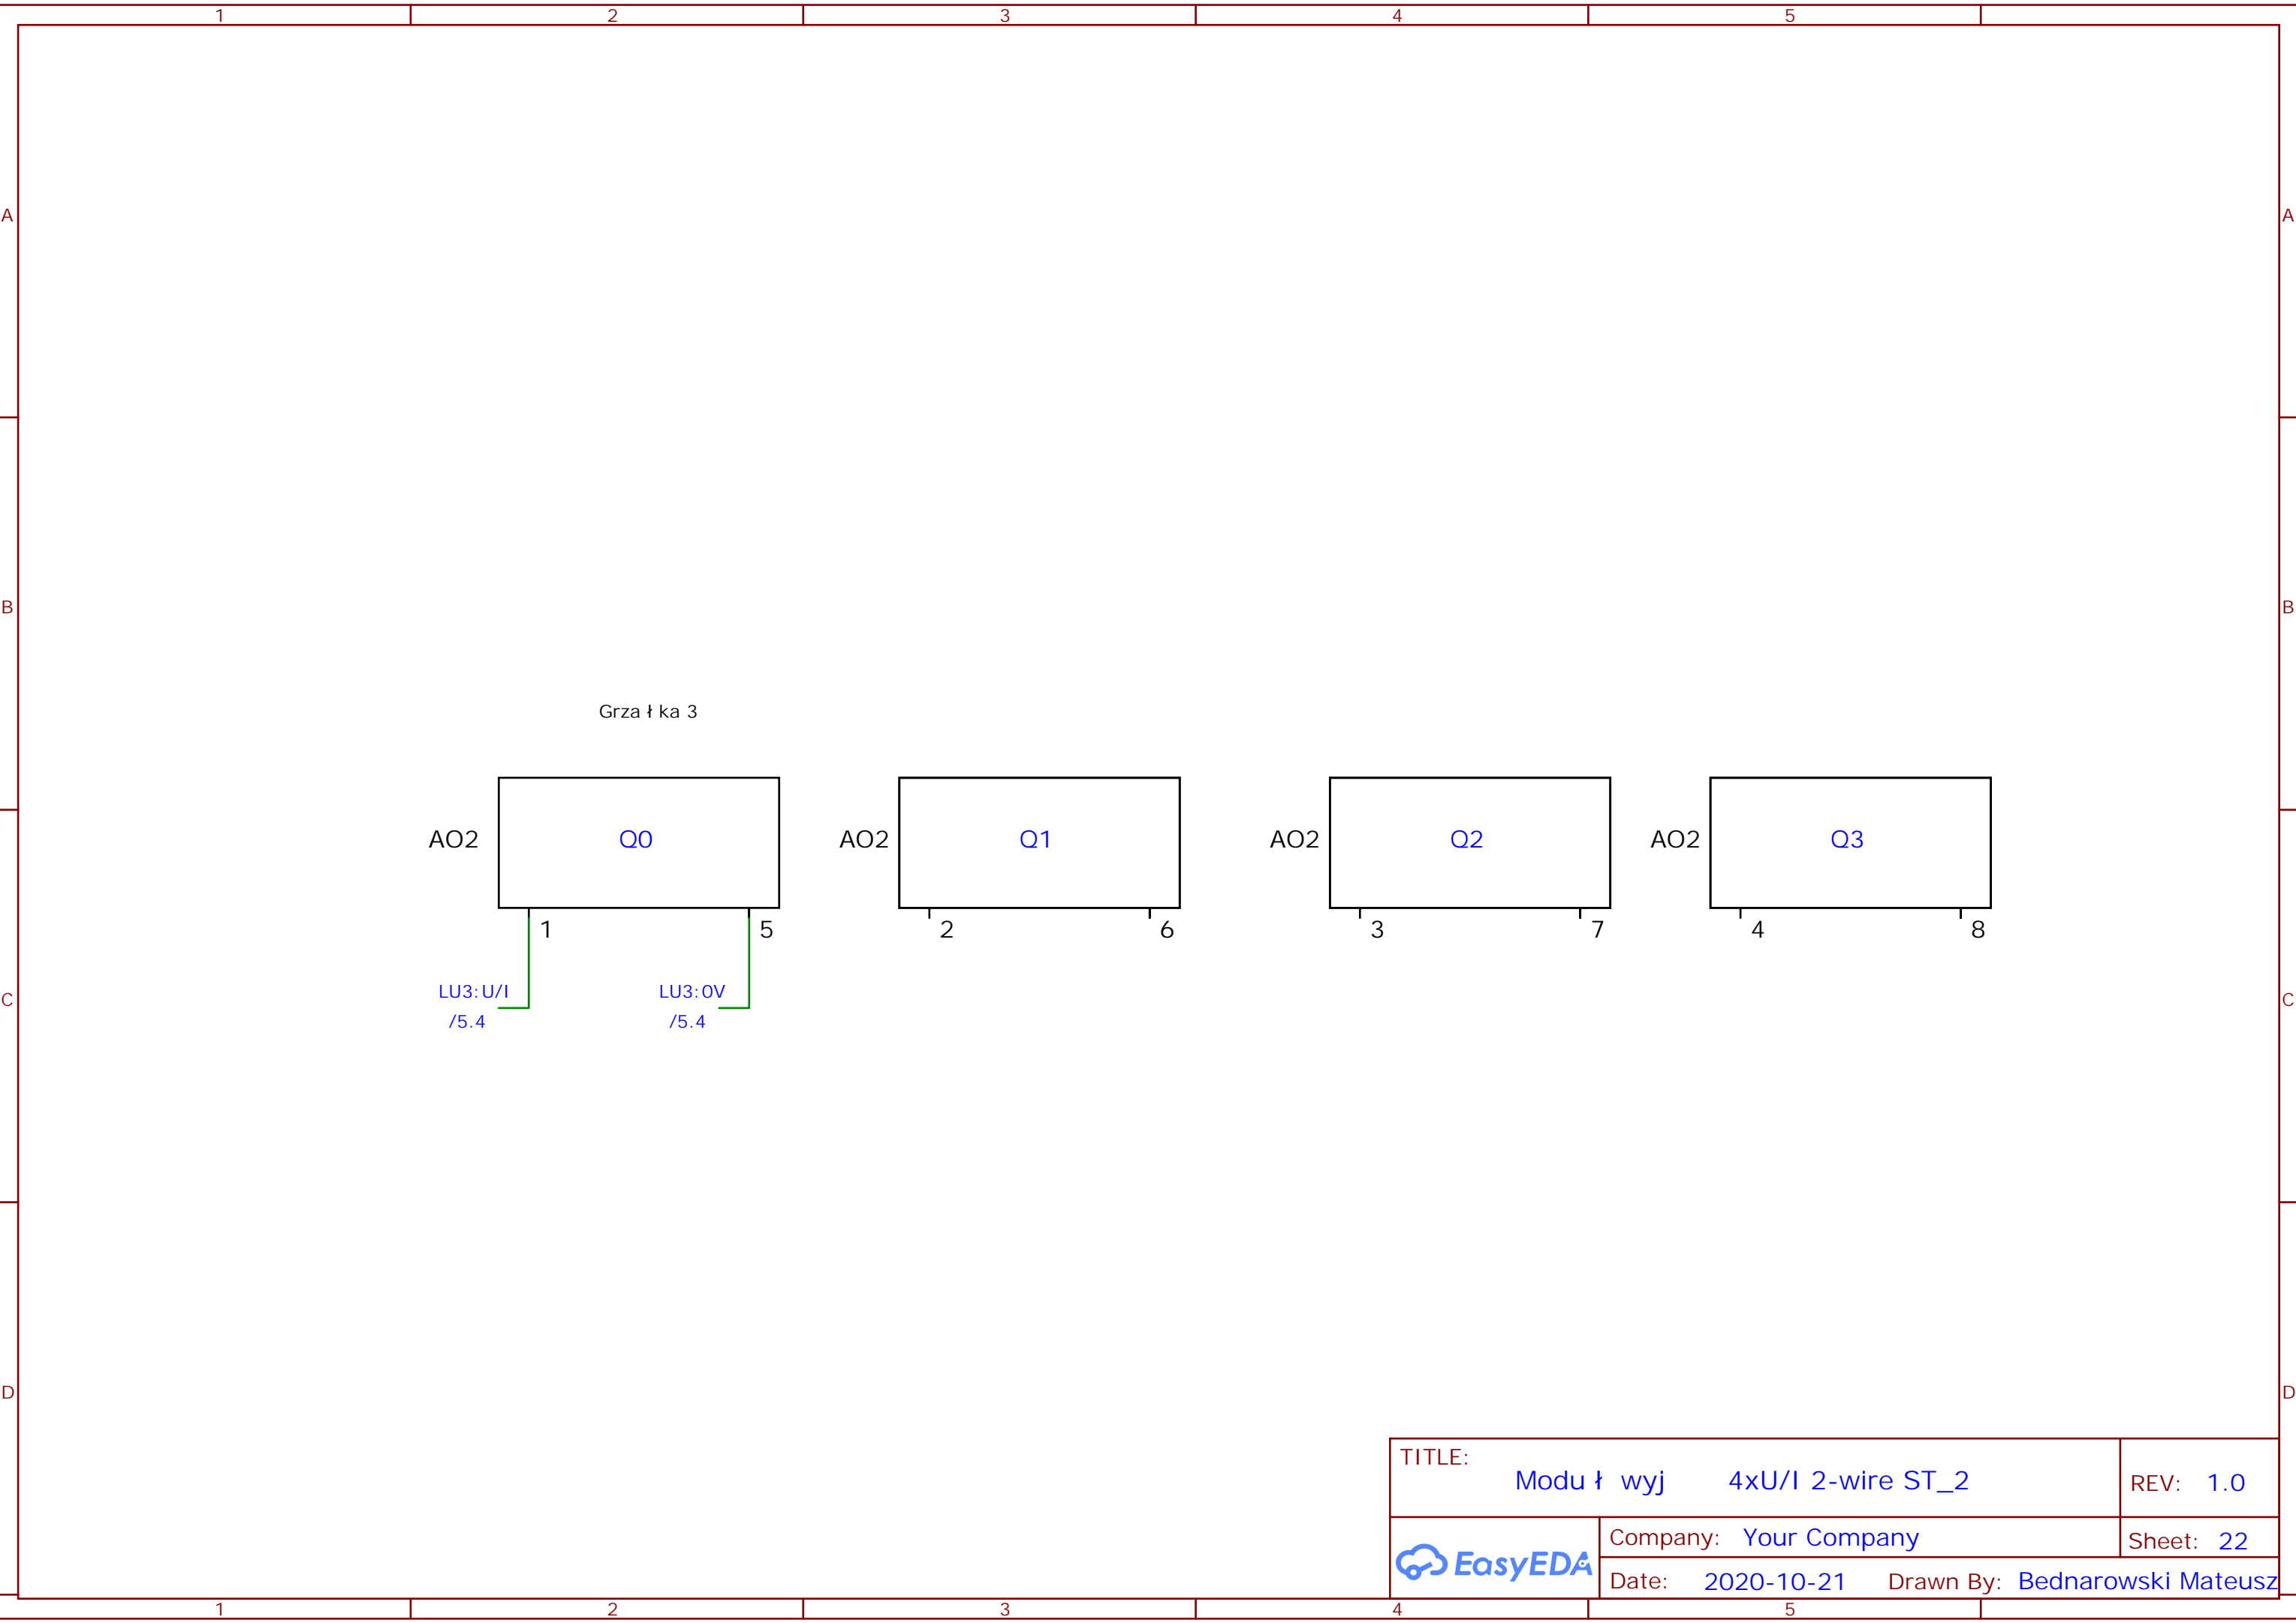 1 2 3 4 5
A A
B B
Grzałka 3
AO2 Q0 AO2 Q1 AO2 Q2 AO2 Q3
1 5 2 6 3 7 4 8
LU3:U/I LU3:0V
/5.4 /5.4
C C
D D
TITLE:
Moduł wyj 4xU/I 2-wire ST_2
REV: 1.0
Company: Your Company
Sheet: 22
EasyEDA
Date: 2020-10-21 Drawn By: Bednarowski Mateusz
1 2 3 4 5